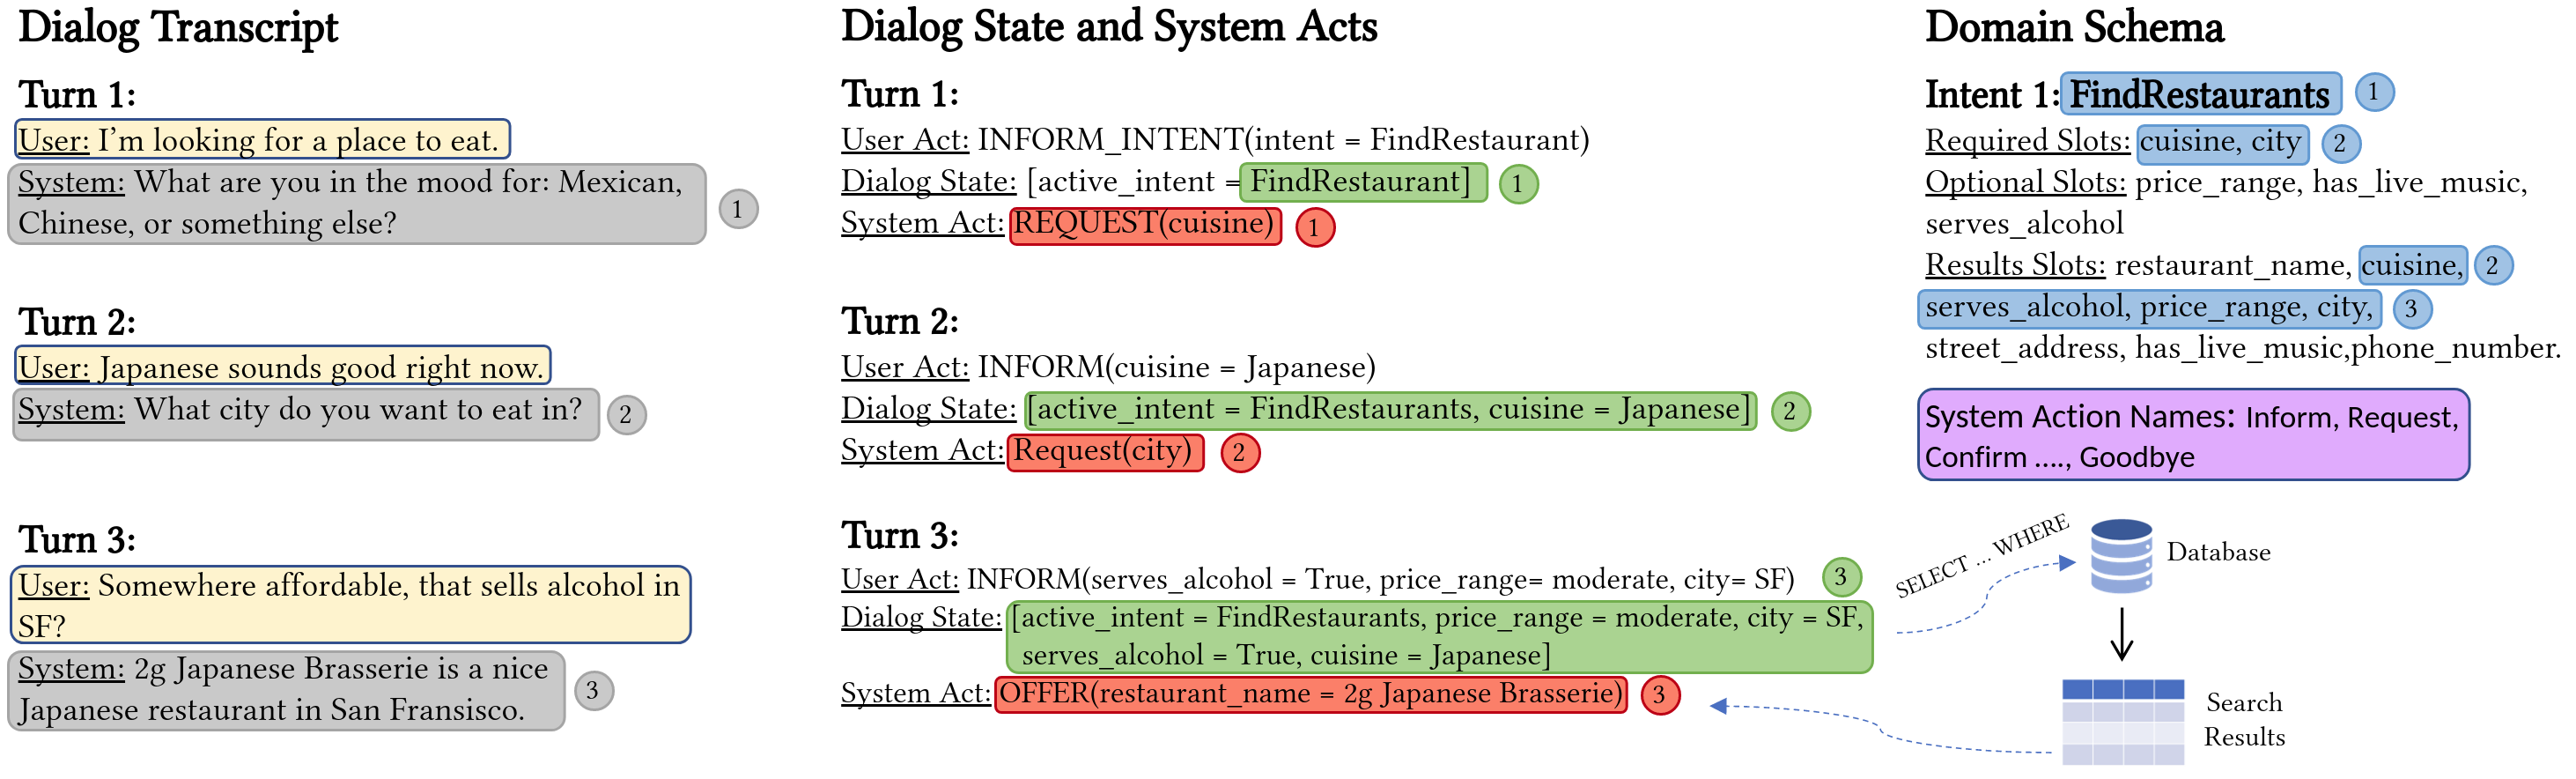 Dialog Transcript
Turn 1:
User: I'm looking for a place to eat.
System: What are you in the mood for: Mexican,
Chinese, or something else?
1
Turn 2:
User: Japanese sounds good right now.
System: What city do you want to eat in?
2
Turn 3:
User: Somewhere affordable, that sells alcohol in
SF?
System: 2g Japanese Brasserie is a nice
Japanese restaurant in San Fransisco.
3
Dialog State and System Acts
Turn 1:
User Act: INFORM_INTENT(intent = FindRestaurant)
Dialog State: [active_intent = FindRestaurant] 1
System Act: REQUEST(cuisine) 1
Turn 2:
User Act: INFORM(cuisine = Japanese)
Dialog State: [active_intent = FindRestaurants, cuisine = Japanese] 2
System Act: Request(city) 2
Turn 3:
User Act: INFORM(serves_alcohol = True, price_range= moderate, city= SF) 3
Dialog State: [active_intent = FindRestaurants, price_range = moderate, city = SF,
serves_alcohol = True, cuisine = Japanese]
System Act: OFFER(restaurant_name = 2g Japanese Brasserie) 3
Domain Schema
Intent 1: FindRestaurants 1
Required Slots: cuisine, city 2
Optional Slots: price_range, has_live_music,
serves_alcohol
Results Slots: restaurant_name, cuisine, 2
serves_alcohol, price_range, city, 3
street_address, has_live_music,phone_number.
System Action Names: Inform, Request,
Confirm ...., Goodbye
SELECT ... WHERE
Database
Search
Results